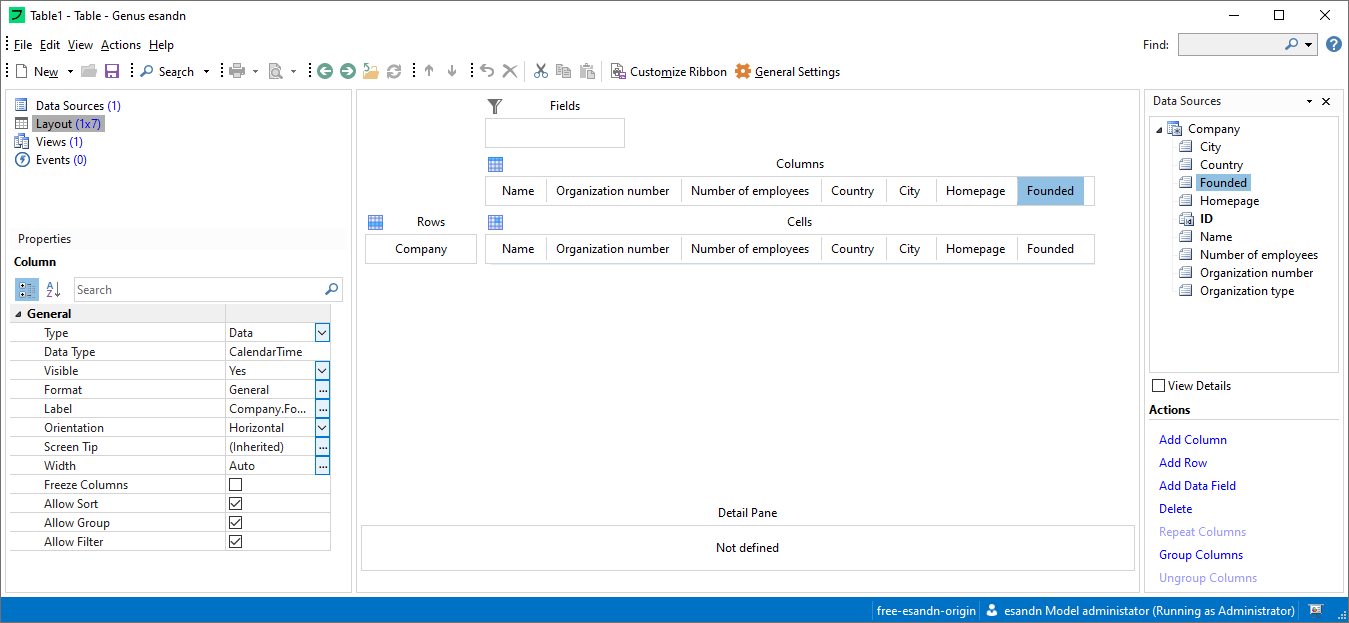 Table1 - Table - Genus esandn
File Edit View Actions Help
Find:
New
Search
Customize Ribbon
General Settings
Data Sources (1)
Layout (1x7)
Views (1)
Events (0)
Properties
Column
Search
General
Type Data
Data Type CalendarTime
Visible Yes
Format General
Label Company.Fo...
Orientation Horizontal
Screen Tip (Inherited)
Width Auto
Freeze Columns
Allow Sort
Allow Group
Allow Filter
Fields
Columns
Name Organization number Number of employees Country City Homepage Founded
Rows
Cells
Company
Name Organization number Number of employees Country City Homepage Founded
Detail Pane
Not defined
Data Sources
Company
City
Country
Founded
Homepage
ID
Name
Number of employees
Organization number
Organization type
View Details
Actions
Add Column
Add Row
Add Data Field
Delete
Repeat Columns
Group Columns
Ungroup Columns
free-esandn-origin
esandn Model administator (Running as Administrator)